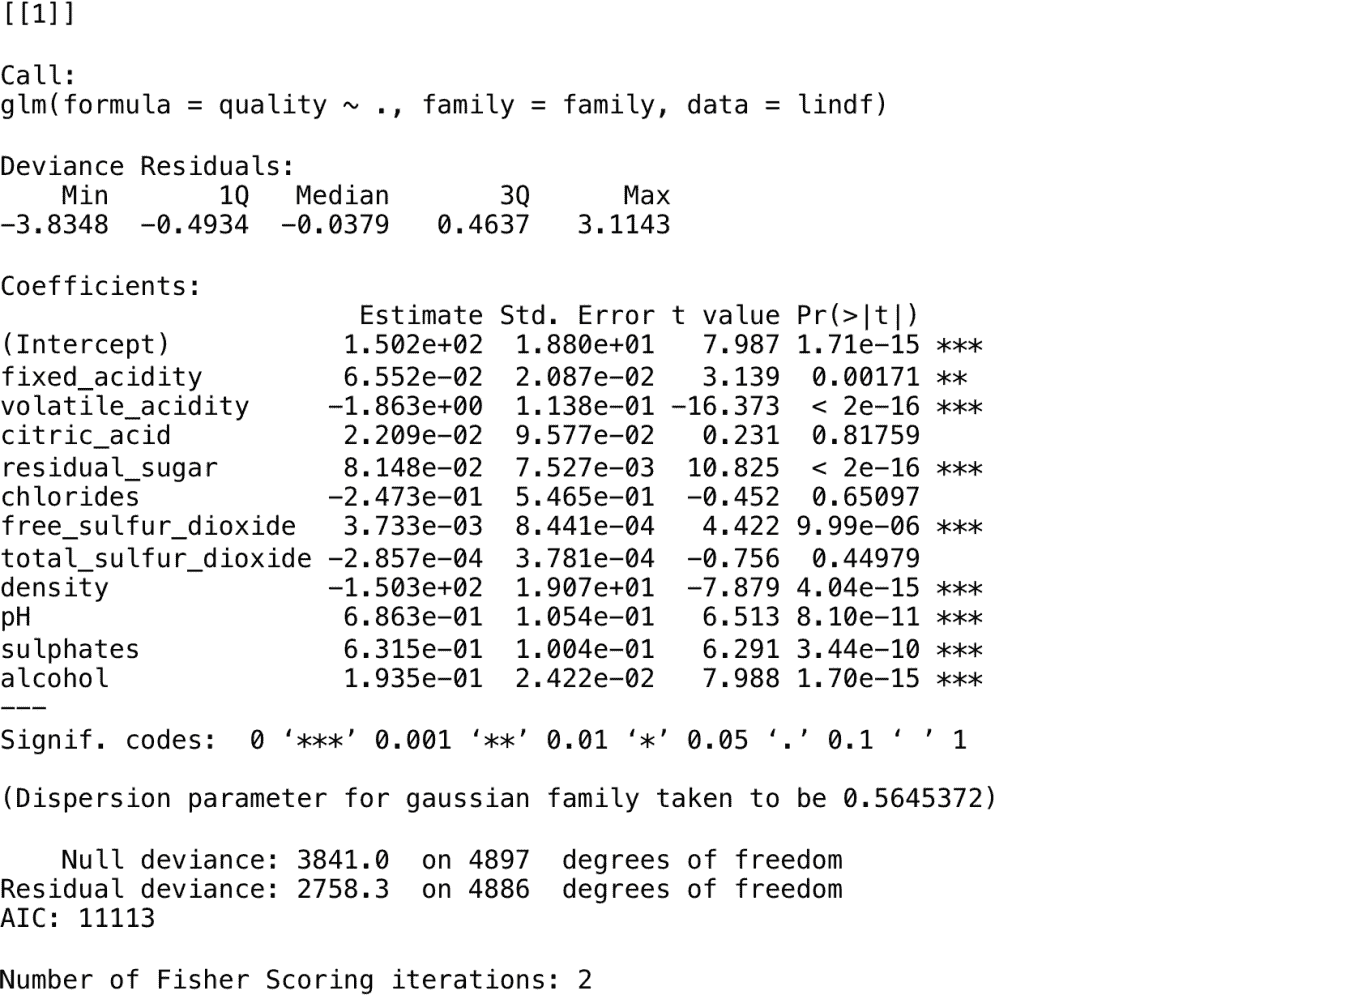 [[1]]
Call:
glm(formula = quality ~ ., family = family, data = lindf)
Deviance Residuals:
    Min       1Q   Median       3Q      Max
−3.8348  −0.4934  −0.0379   0.4637   3.1143
Coefficients:
                       Estimate Std. Error t value Pr(>|t|)
(Intercept)           1.502e+02  1.880e+01   7.987 1.71e−15 ***
fixed_acidity         6.552e−02  2.087e−02   3.139  0.00171 **
volatile_acidity     −1.863e+00  1.138e−01 −16.373  < 2e−16 ***
citric_acid           2.209e−02  9.577e−02   0.231  0.81759
residual_sugar        8.148e−02  7.527e−03  10.825  < 2e−16 ***
chlorides            −2.473e−01  5.465e−01  −0.452  0.65097
free_sulfur_dioxide   3.733e−03  8.441e−04   4.422 9.99e−06 ***
total_sulfur_dioxide −2.857e−04  3.781e−04  −0.756  0.44979
density              −1.503e+02  1.907e+01  −7.879 4.04e−15 ***
pH                    6.863e−01  1.054e−01   6.513 8.10e−11 ***
sulphates             6.315e−01  1.004e−01   6.291 3.44e−10 ***
alcohol               1.935e−01  2.422e−02   7.988 1.70e−15 ***
−−−
Signif. codes:  0 ‘***’ 0.001 ‘**’ 0.01 ‘*’ 0.05 ‘.’ 0.1 ‘ ’ 1
(Dispersion parameter for gaussian family taken to be 0.5645372)
    Null deviance: 3841.0  on 4897  degrees of freedom
Residual deviance: 2758.3  on 4886  degrees of freedom
AIC: 11113
Number of Fisher Scoring iterations: 2